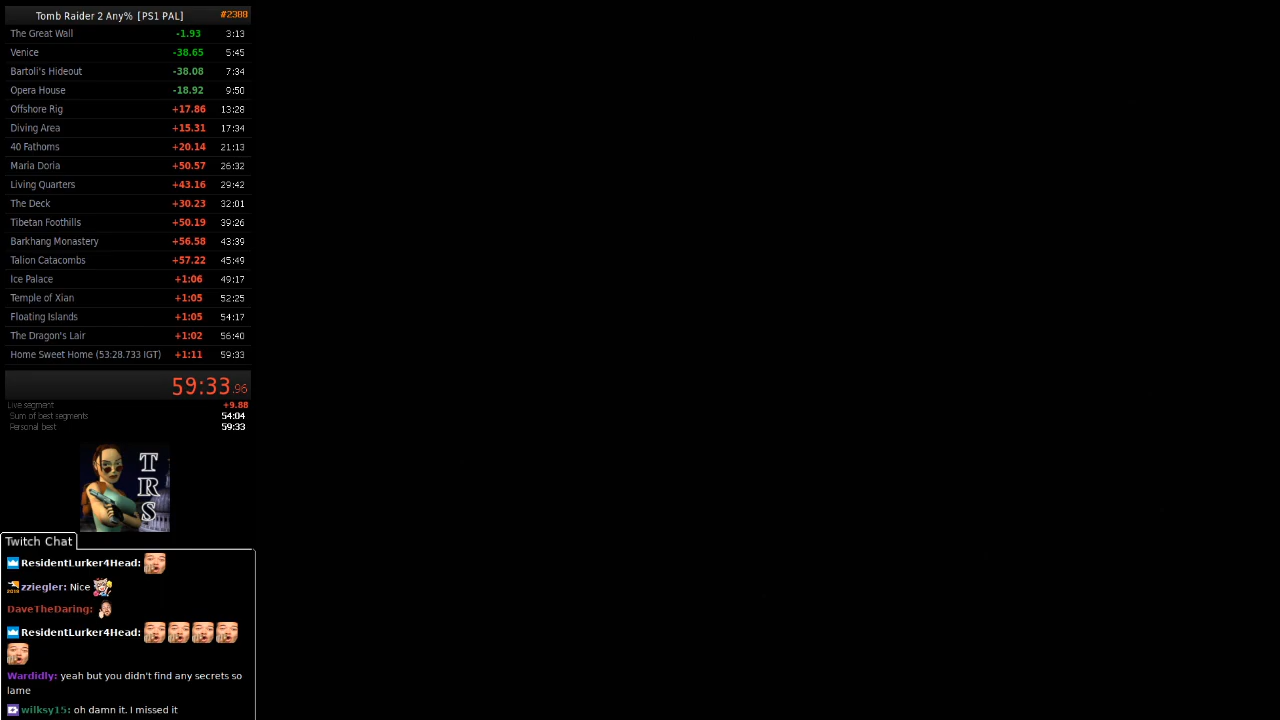 Tomb Raider 2 Any% [PS1 PAL] #2388
The Great Wall -1.93 3:13
Venice -38.65 5:45
Bartoli's Hideout -38.08 7:34
Opera House -18.92 9:50
Offshore Rig +17.86 13:28
Diving Area +15.31 17:34
40 Fathoms +20.14 21:13
Maria Doria +50.57 26:32
Living Quarters +43.16 29:42
The Deck +30.23 32:01
Tibetan Foothills +50.19 39:26
Barkhang Monastery +56.58 43:39
Talion Catacombs +57.22 45:49
Ice Palace +1:06 49:17
Temple of Xian +1:05 52:25
Floating Islands +1:05 54:17
The Dragon's Lair +1:02 56:40
Home Sweet Home (53:28.733 IGT) +1:11 59:33
59:33.96
Live segment +9.88
Sum of best segments 54:04
Personal best 59:33
TRS
Twitch Chat
ResidentLurker4Head:
zziegler: Nice
DaveTheDaring:
ResidentLurker4Head:
Wardidly: yeah but you didn't find any secrets so
lame
wilksy15: oh damn it. I missed it